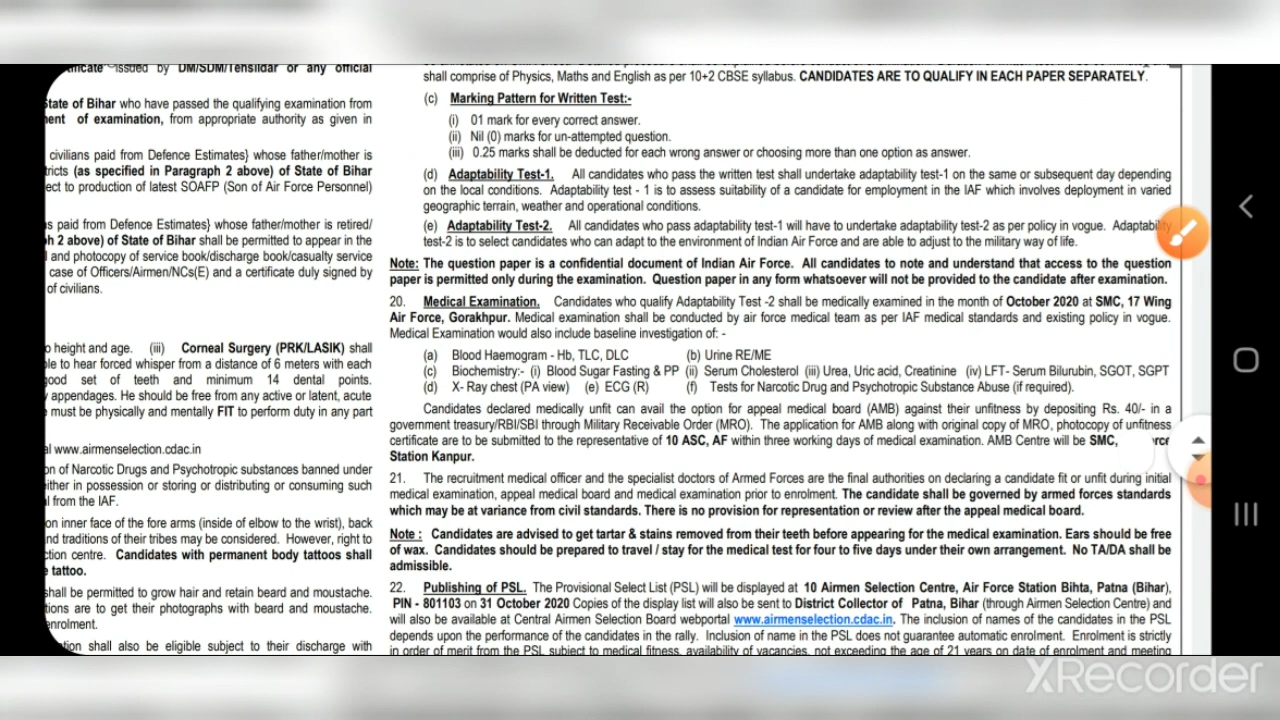 ificate issued by DM/SDM/Tehsildar or any official
State of Bihar who have passed the qualifying examination from
ment of examination, from appropriate authority as given in
civilians paid from Defence Estimates} whose father/mother is
tricts (as specified in Paragraph 2 above) of State of Bihar
ect to production of latest SOAFP (Son of Air Force Personnel)
s paid from Defence Estimates} whose father/mother is retired/
h 2 above) of State of Bihar shall be permitted to appear in the
l and photocopy of service book/discharge book/casualty service
case of Officers/Airmen/NCs(E) and a certificate duly signed by
of civilians.
o height and age. (iii) Corneal Surgery (PRK/LASIK) shall
ble to hear forced whisper from a distance of 6 meters with each
good set of teeth and minimum 14 dental points.
y appendages. He should be free from any active or latent, acute
e must be physically and mentally FIT to perform duty in any part
al www.airmenselection.cdac.in
on of Narcotic Drugs and Psychotropic substances banned under
either in possession or storing or distributing or consuming such
l from the IAF.
on inner face of the fore arms (inside of elbow to the wrist), back
nd traditions of their tribes may be considered. However, right to
ction centre. Candidates with permanent body tattoos shall
e tattoo.
shall be permitted to grow hair and retain beard and moustache.
tions are to get their photographs with beard and moustache.
enrolment.
ation shall also be eligible subject to their discharge with
shall comprise of Physics, Maths and English as per 10+2 CBSE syllabus. CANDIDATES ARE TO QUALIFY IN EACH PAPER SEPARATELY.
(c) Marking Pattern for Written Test:-
(i) 01 mark for every correct answer.
(ii) Nil (0) marks for un-attempted question.
(iii) 0.25 marks shall be deducted for each wrong answer or choosing more than one option as answer.
(d) Adaptability Test-1. All candidates who pass the written test shall undertake adaptability test-1 on the same or subsequent day depending
on the local conditions. Adaptability test - 1 is to assess suitability of a candidate for employment in the IAF which involves deployment in varied
geographic terrain, weather and operational conditions.
(e) Adaptability Test-2. All candidates who pass adaptability test-1 will have to undertake adaptability test-2 as per policy in vogue. Adaptability
test-2 is to select candidates who can adapt to the environment of Indian Air Force and are able to adjust to the military way of life.
Note: The question paper is a confidential document of Indian Air Force. All candidates to note and understand that access to the question
paper is permitted only during the examination. Question paper in any form whatsoever will not be provided to the candidate after examination.
20. Medical Examination. Candidates who qualify Adaptability Test -2 shall be medically examined in the month of October 2020 at SMC, 17 Wing
Air Force, Gorakhpur. Medical examination shall be conducted by air force medical team as per IAF medical standards and existing policy in vogue.
Medical Examination would also include baseline investigation of: -
(a) Blood Haemogram - Hb, TLC, DLC (b) Urine RE/ME
(c) Biochemistry:- (i) Blood Sugar Fasting & PP (ii) Serum Cholesterol (iii) Urea, Uric acid, Creatinine (iv) LFT- Serum Bilurubin, SGOT, SGPT
(d) X- Ray chest (PA view) (e) ECG (R) (f) Tests for Narcotic Drug and Psychotropic Substance Abuse (if required).
Candidates declared medically unfit can avail the option for appeal medical board (AMB) against their unfitness by depositing Rs. 40/- in a
government treasury/RBI/SBI through Military Receivable Order (MRO). The application for AMB along with original copy of MRO, photocopy of unfitness
certificate are to be submitted to the representative of 10 ASC, AF within three working days of medical examination. AMB Centre will be SMC, rce
Station Kanpur.
21. The recruitment medical officer and the specialist doctors of Armed Forces are the final authorities on declaring a candidate fit or unfit during initial
medical examination, appeal medical board and medical examination prior to enrolment. The candidate shall be governed by armed forces standards
which may be at variance from civil standards. There is no provision for representation or review after the appeal medical board.
Note : Candidates are advised to get tartar & stains removed from their teeth before appearing for the medical examination. Ears should be free
of wax. Candidates should be prepared to travel / stay for the medical test for four to five days under their own arrangement. No TA/DA shall be
admissible.
22. Publishing of PSL. The Provisional Select List (PSL) will be displayed at 10 Airmen Selection Centre, Air Force Station Bihta, Patna (Bihar),
PIN - 801103 on 31 October 2020 Copies of the display list will also be sent to District Collector of Patna, Bihar (through Airmen Selection Centre) and
will also be available at Central Airmen Selection Board webportal www.airmenselection.cdac.in. The inclusion of names of the candidates in the PSL
depends upon the performance of the candidates in the rally. Inclusion of name in the PSL does not guarantee automatic enrolment. Enrolment is strictly
in order of merit from the PSL subject to medical fitness, availability of vacancies, not exceeding the age of 21 years on date of enrolment and meeting
XRecorder